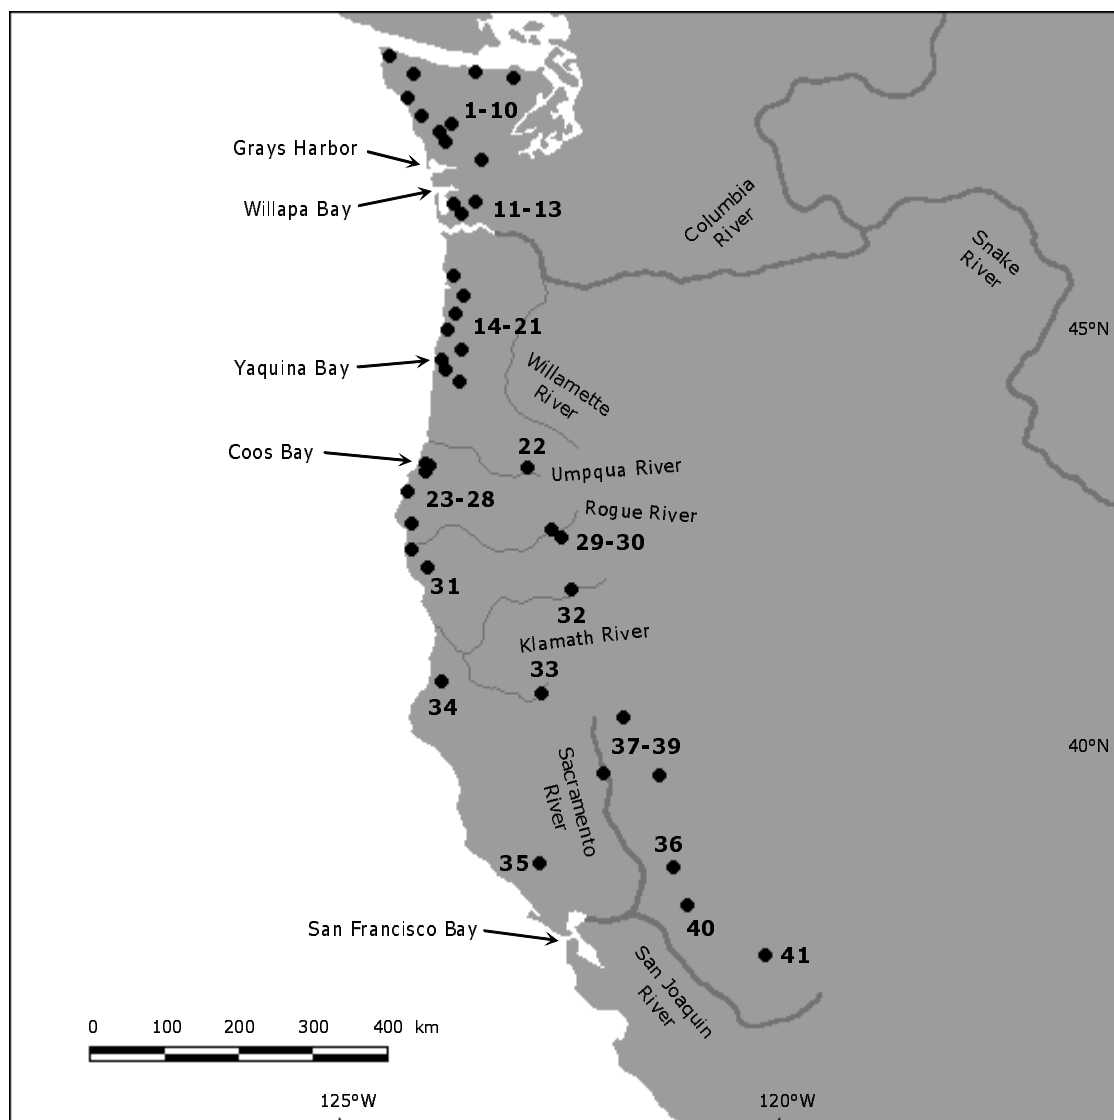 1-10
Grays Harbor
Willapa Bay
11-13
Columbia
River
Snake
River
14-21
45°N
Yaquina Bay
Willamette
River
22
Coos Bay
Umpqua River
23-28
Rogue River
29-30
31
32
Klamath River
33
34
37-39
40°N
Sacramento
River
36
35
40
San Francisco Bay
41
San Joaquin
River
0 100 200 300 400 km
125°W
120°W